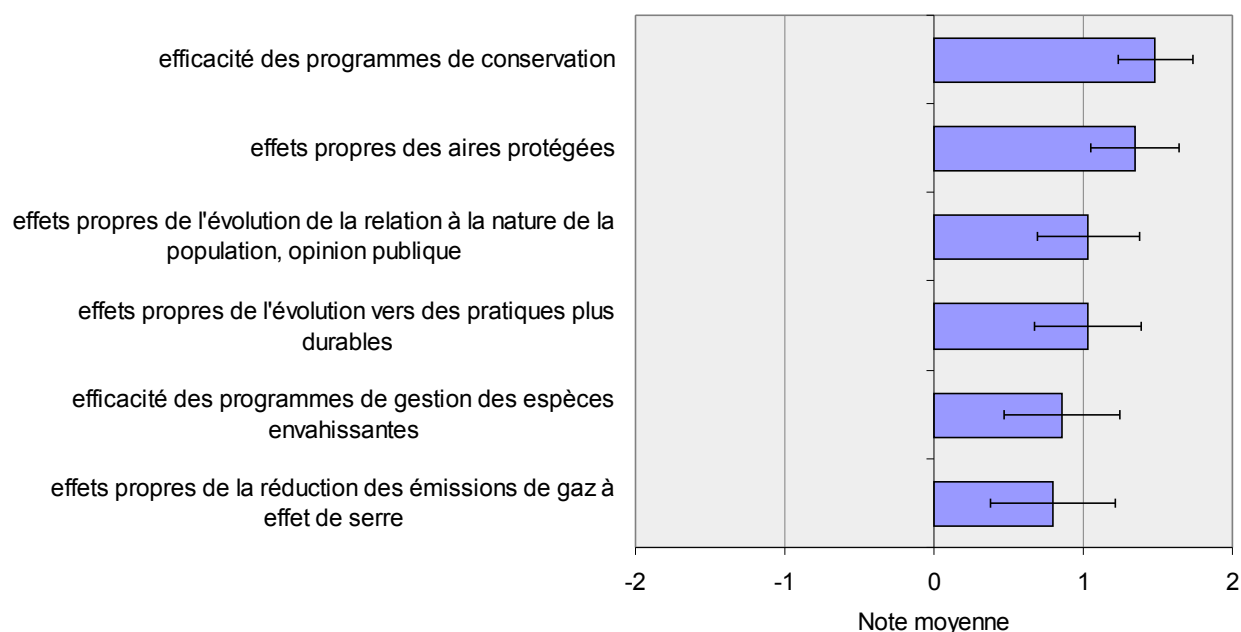 efficacité des programmes de conservation
effets propres des aires protégées
effets propres de l'évolution de la relation à la nature de la
population, opinion publique
effets propres de l'évolution vers des pratiques plus
durables
efficacité des programmes de gestion des espèces
envahissantes
effets propres de la réduction des émissions de gaz à
effet de serre
-2 -1 0 1 2
Note moyenne